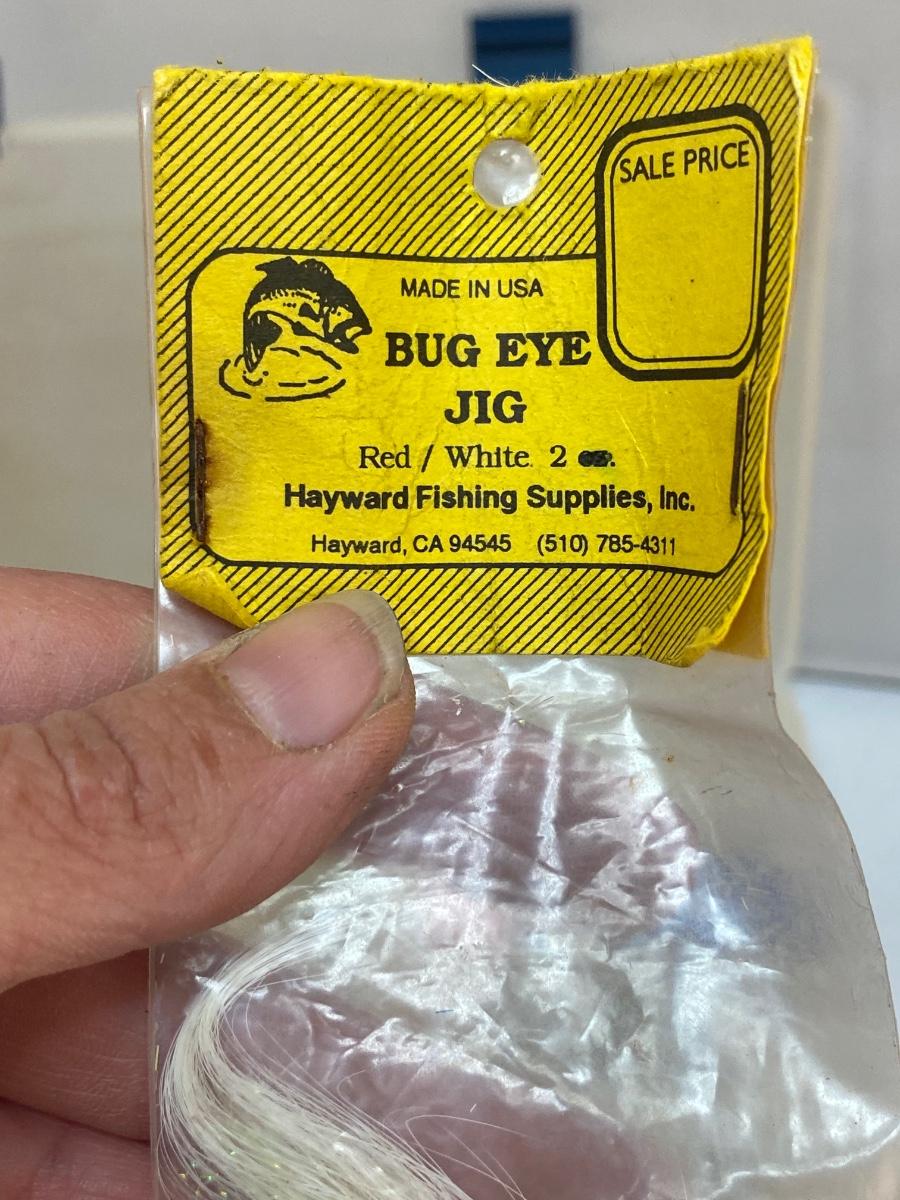 SALE PRICE
MADE IN USA
BUG EYE
JIG
Red / White 2 oz.
Hayward Fishing Supplies, Inc.
Hayward, CA 94545 (510) 785-4311